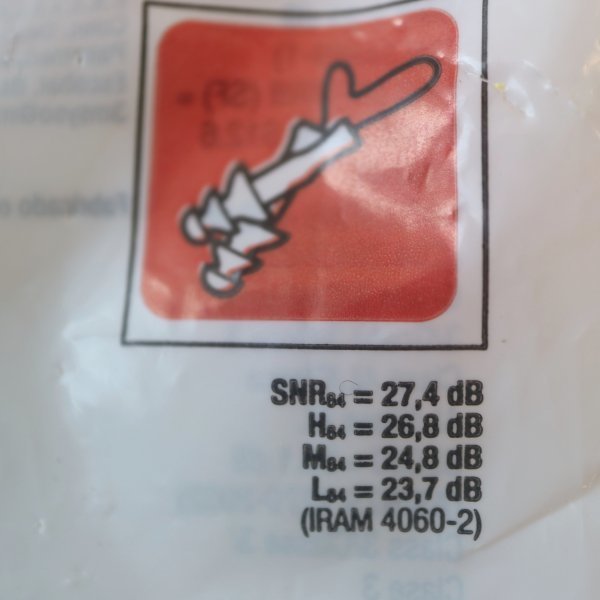 SNR₈₄ = 27,4 dB
H₈₄ = 26,8 dB
M₈₄ = 24,8 dB
L₈₄ = 23,7 dB
(IRAM 4060-2)